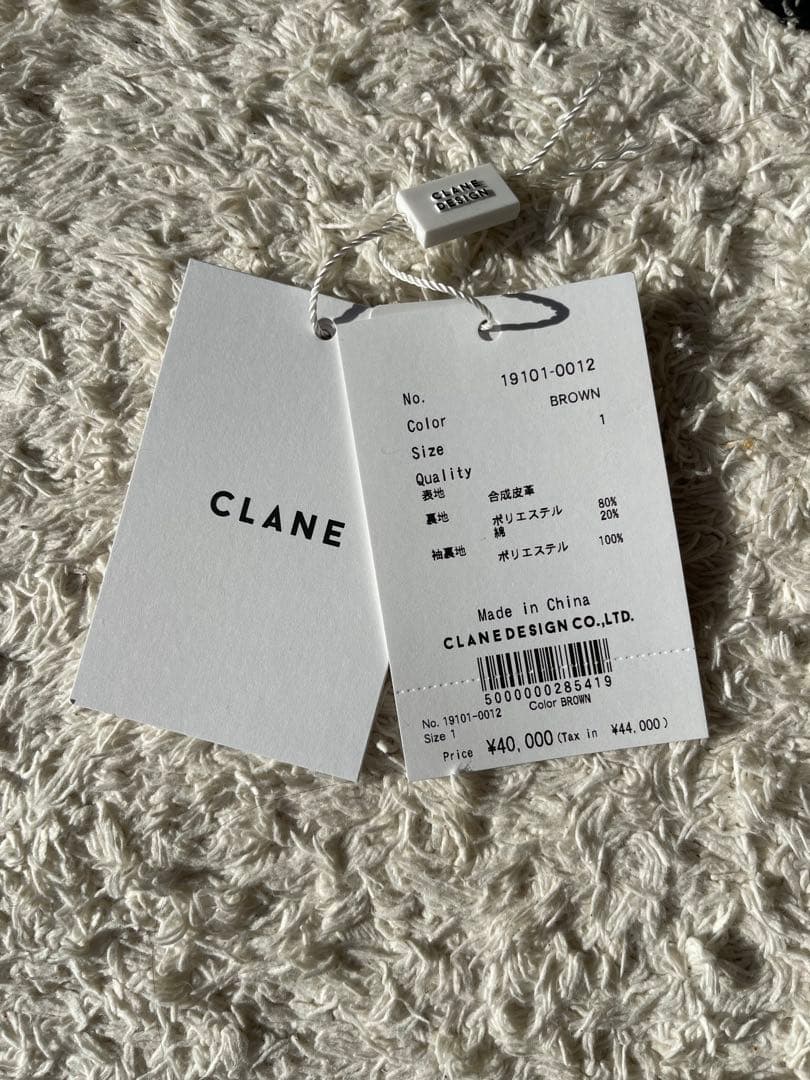 CLANE
DESIGN
CLANE
No. 19101-0012
Color BROWN
Size 1
Quality
表地 合成皮革
裏地 ポリエステル 80%
綿 20%
袖裏地 ポリエステル 100%
Made in China
CLANEDESIGN CO.,LTD.
5000000285419
No. 19101-0012 Color BROWN
Size 1
Price ¥40,000(Tax in ¥44,000)